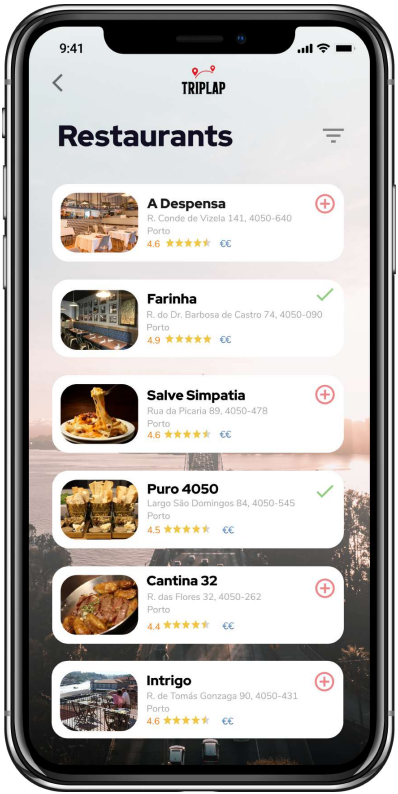 9:41
TRIPLAP
Restaurants
A Despensa
R. Conde de Vizela 141, 4050-640
Porto
4.6 €€
Farinha
R. do Dr. Barbosa de Castro 74, 4050-090
Porto
4.9 €€
Salve Simpatia
Rua da Picaria 89, 4050-478
Porto
4.6 €€
Puro 4050
Largo São Domingos 84, 4050-545
Porto
4.5 €€
Cantina 32
R. das Flores 32, 4050-262
Porto
4.4 €€
Intrigo
R. de Tomás Gonzaga 90, 4050-431
Porto
4.6 €€